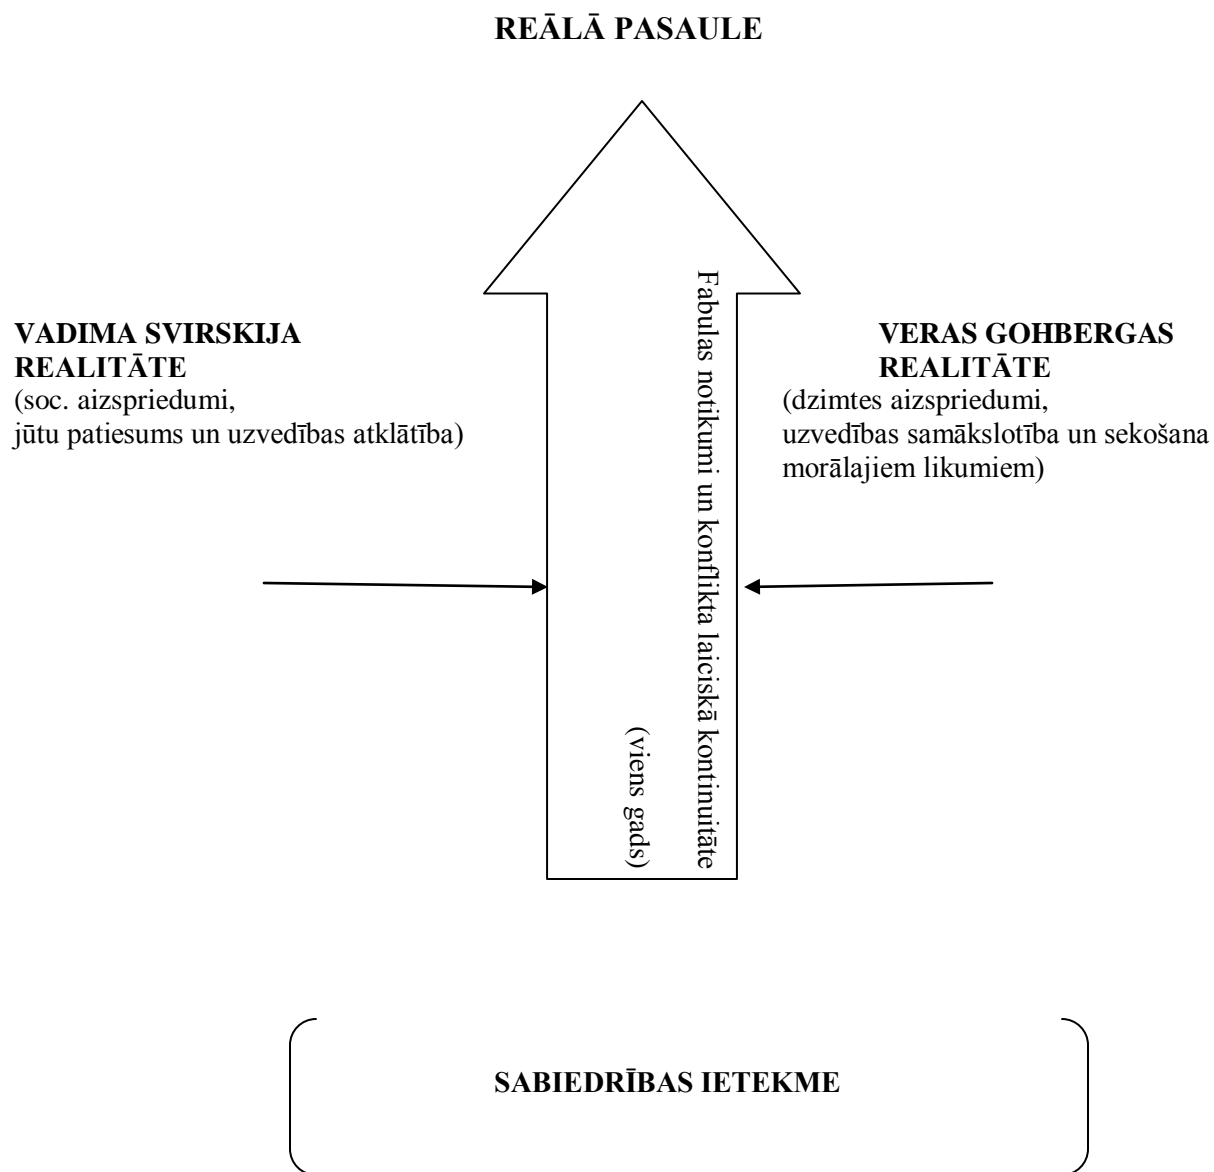 REĀLĀ PASAULE
VADIMA SVIRSKIJA
REALITĀTE
(soc. aizspriedumi,
jūtu patiesums un uzvedības atklātība)
Fabulas notikumi un konflikta laiciskā kontinuitāte
(viens gads)
VERAS GOHBERGAS
REALITĀTE
(dzimtes aizspriedumi,
uzvedības samākslotība un sekošana
morālajiem likumiem)
SABIEDRĪBAS IETEKME